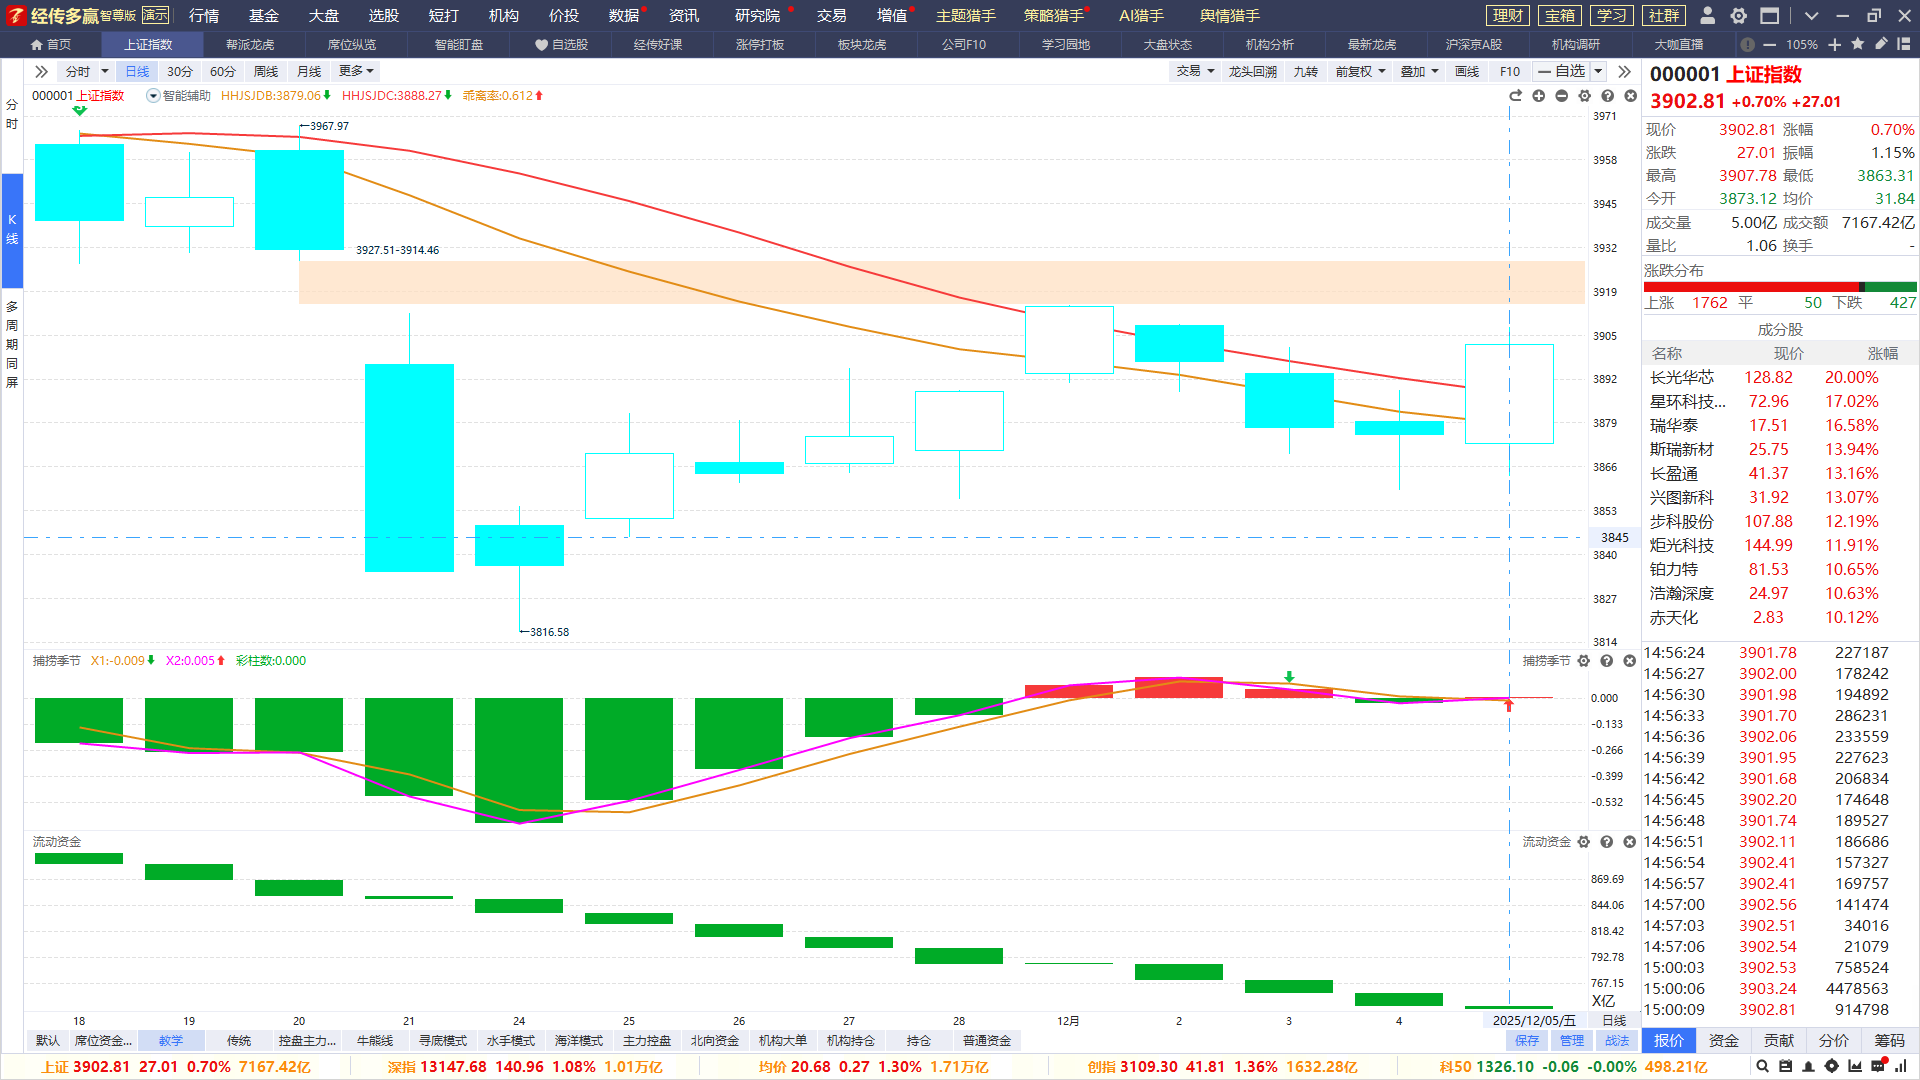 经传多赢 智尊版 演示 行情 基金 大盘 选股 短打 机构 价投 数据 资讯 研究院 交易 增值 主题猎手 策略猎手 AI猎手 舆情猎手 理财 宝箱 学习 社群
首页 上证指数 帮派龙虎 席位纵览 智能盯盘 自选股 经传好课 涨停打板 板块龙虎 公司F10 学习园地 大盘状态 机构分析 最新龙虎 沪深京A股 机构调研 大咖直播 105%
分时 日线 30分 60分 周线 月线 更多 交易 龙头回溯 九转 前复权 叠加 画线 F10 一自选
000001 上证指数 智能辅助 HHJSJDB:3879.06 HHJSJDC:3888.27 乖离率:0.612
分时
K线
多周期同屏
3967.97
3927.51-3914.46
3816.58
3971
3958
3945
3932
3919
3905
3892
3879
3866
3853
3845
3840
3827
3814
捕捞季节 X1:-0.009 X2:0.005 彩柱数:0.000 捕捞季节
0.000
-0.133
-0.266
-0.399
-0.532
流动资金 流动资金
869.69
844.06
818.42
792.78
767.15
X亿
18 19 20 21 24 25 26 27 28 12月 2 3 4 2025/12/05/五 日线
默认 席位资金... 教学 传统 控盘主力... 牛能线 寻底模式 水手模式 海洋模式 主力控盘 北向资金 机构大单 机构持仓 持仓 普通资金 保存 管理 战法
000001 上证指数
3902.81 +0.70% +27.01
现价 3902.81 涨幅 0.70%
涨跌 27.01 振幅 1.15%
最高 3907.78 最低 3863.31
今开 3873.12 均价 31.84
成交量 5.00亿 成交额 7167.42亿
量比 1.06 换手 -
涨跌分布
上涨 1762 平 50 下跌 427
成分股
名称 现价 涨幅
长光华芯 128.82 20.00%
星环科技... 72.96 17.02%
瑞华泰 17.51 16.58%
斯瑞新材 25.75 13.94%
长盈通 41.37 13.16%
兴图新科 31.92 13.07%
步科股份 107.88 12.19%
炬光科技 144.99 11.91%
铂力特 81.53 10.65%
浩瀚深度 24.97 10.63%
赤天化 2.83 10.12%
14:56:24 3901.78 227187
14:56:27 3902.00 178242
14:56:30 3901.98 194892
14:56:33 3901.70 286231
14:56:36 3902.06 233559
14:56:39 3901.95 227623
14:56:42 3901.68 206834
14:56:45 3902.20 174648
14:56:48 3901.74 189527
14:56:51 3902.11 186686
14:56:54 3902.41 157327
14:56:57 3902.41 169757
14:57:00 3902.56 141474
14:57:03 3902.51 34016
14:57:06 3902.54 21079
15:00:03 3902.53 758524
15:00:06 3903.24 4478563
15:00:09 3902.81 914798
报价 资金 贡献 分价 筹码
上证 3902.81 27.01 0.70% 7167.42亿 深指 13147.68 140.96 1.08% 1.01万亿 均价 20.68 0.27 1.30% 1.71万亿 创指 3109.30 41.81 1.36% 1632.28亿 科50 1326.10 -0.06 -0.00% 498.21亿